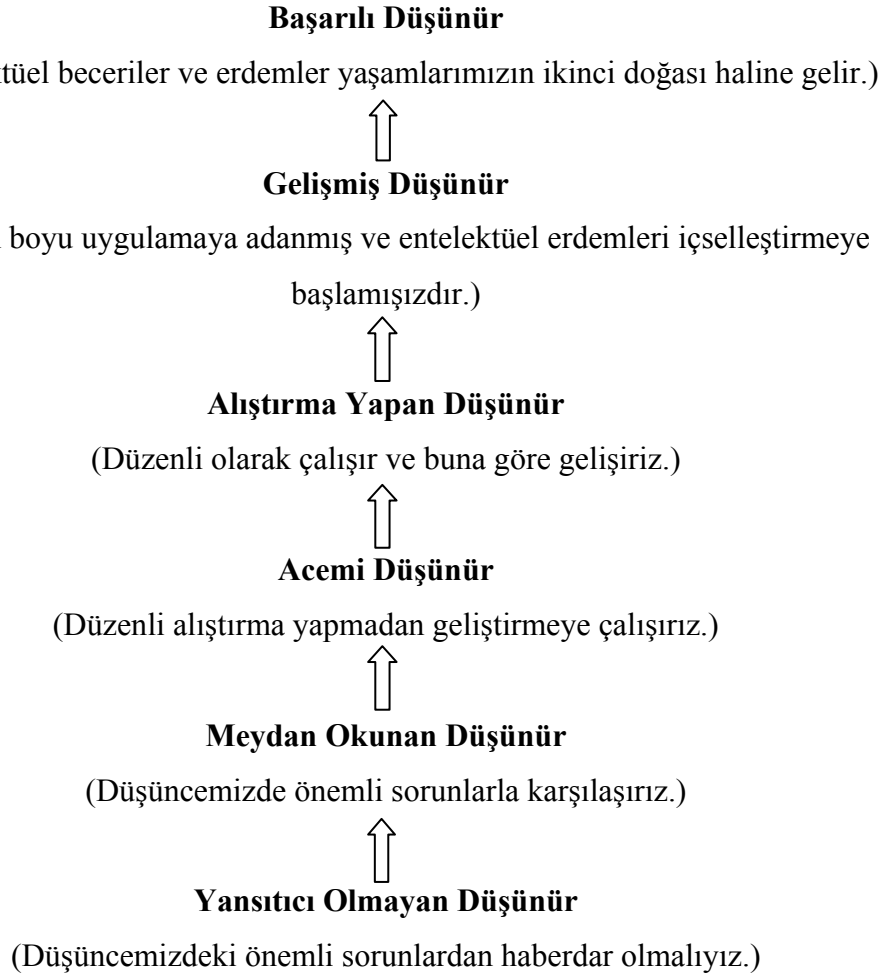 Başarılı Düşünür
tüel beceriler ve erdemler yaşamlarımızın ikinci doğası haline gelir.)
Gelişmiş Düşünür
boyu uygulamaya adanmış ve entelektüel erdemleri içselleştirmeye
başlamışızdır.)
Alıştırma Yapan Düşünür
(Düzenli olarak çalışır ve buna göre gelişiriz.)
Acemi Düşünür
(Düzenli alıştırma yapmadan geliştirmeye çalışırız.)
Meydan Okunan Düşünür
(Düşüncemizde önemli sorunlarla karşılaşırız.)
Yansıtıcı Olmayan Düşünür
(Düşüncemizdeki önemli sorunlardan haberdar olmalıyız.)